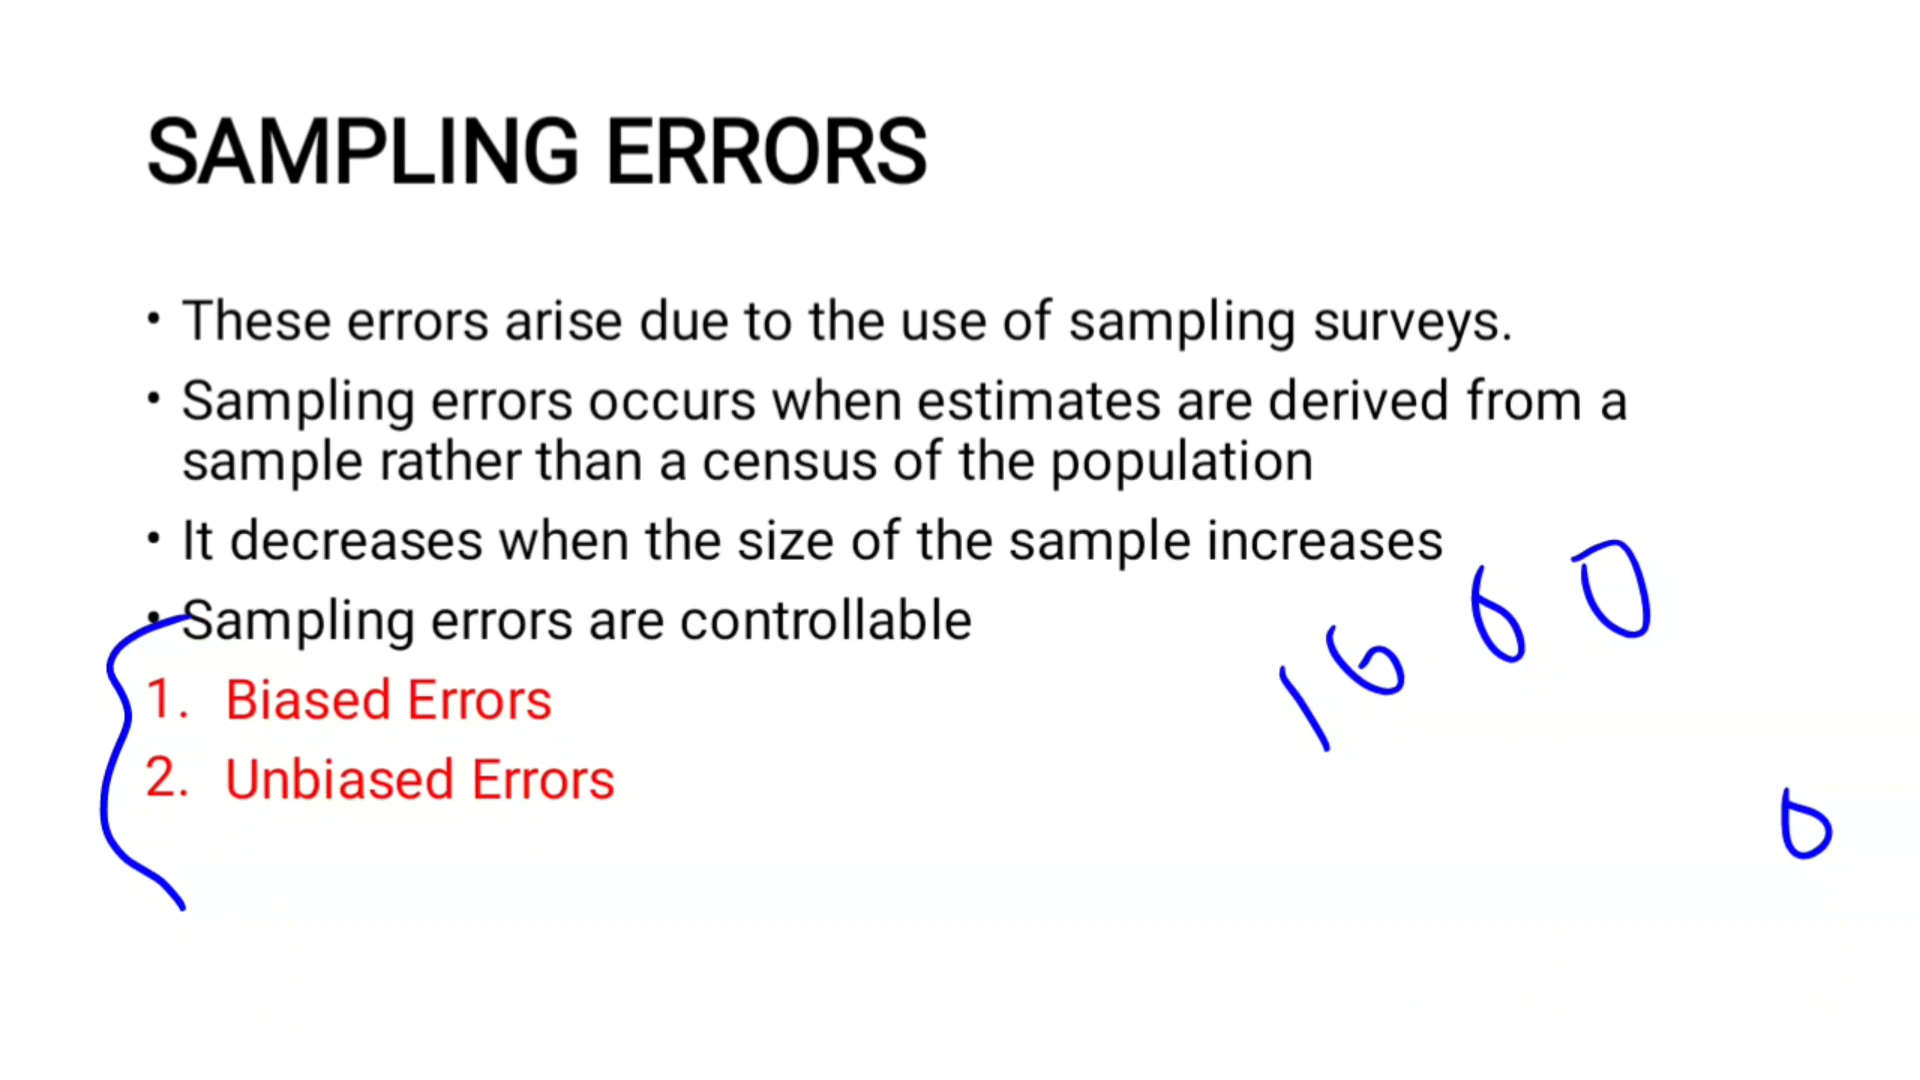 SAMPLING ERRORS
• These errors arise due to the use of sampling surveys.
• Sampling errors occurs when estimates are derived from a
sample rather than a census of the population
• It decreases when the size of the sample increases
• Sampling errors are controllable
1. Biased Errors
2. Unbiased Errors
1000
0